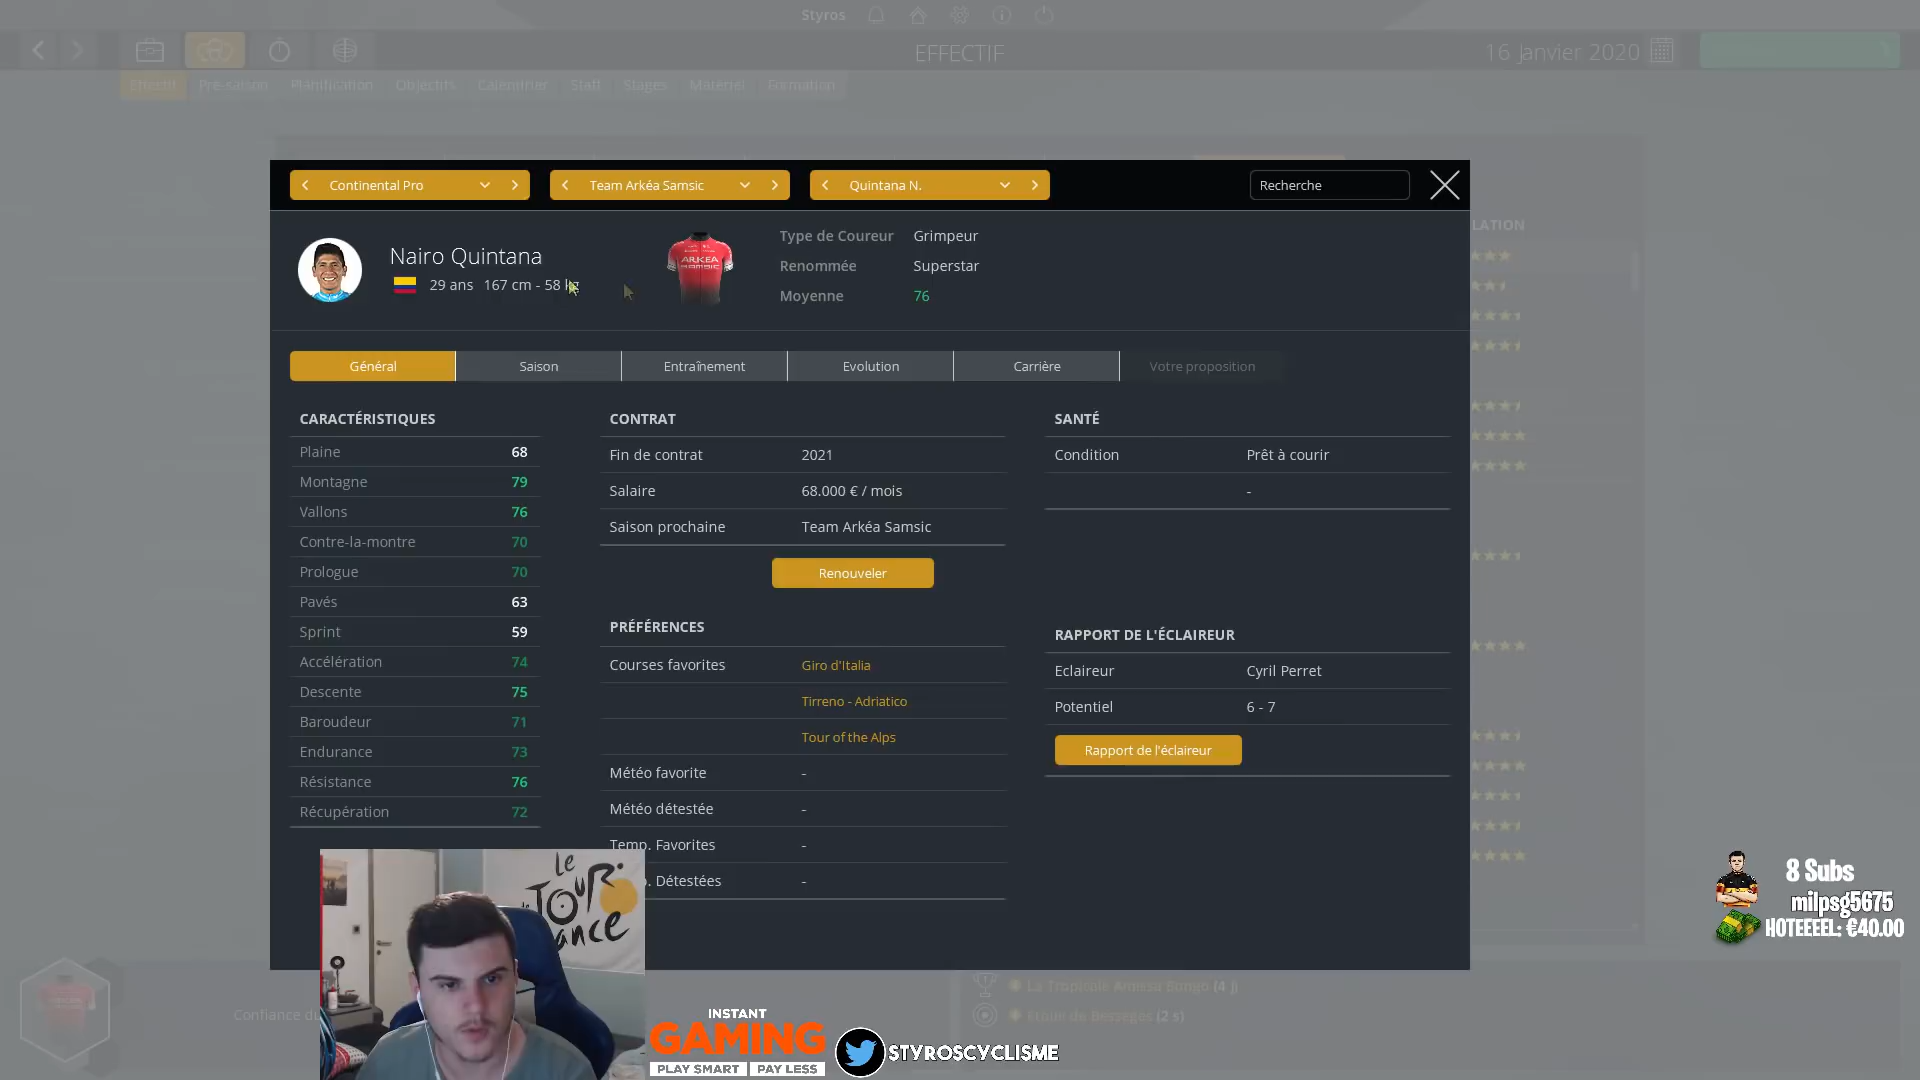 Styros
EFFECTIF
16 janvier 2020
Effectif Pré-saison Planification Objectifs Calendrier Staff Stages Matériel Formation
Continental Pro
Team Arkéa Samsic
Quintana N.
Recherche
LATION
Nairo Quintana
29 ans 167 cm - 58 kg
ARKEA
SAMSIC
Type de Coureur Grimpeur
Renommée Superstar
Moyenne 76
Général Saison Entraînement Evolution Carrière Votre proposition
CARACTÉRISTIQUES
Plaine 68
Montagne 79
Vallons 76
Contre-la-montre 70
Prologue 70
Pavés 63
Sprint 59
Accélération 74
Descente 75
Baroudeur 71
Endurance 73
Résistance 76
Récupération 72
CONTRAT
Fin de contrat 2021
Salaire 68.000 € / mois
Saison prochaine Team Arkéa Samsic
Renouveler
PRÉFÉRENCES
Courses favorites Giro d'Italia
Tirreno - Adriatico
Tour of the Alps
Météo favorite -
Météo détestée -
Temp. Favorites -
p. Détestées -
SANTÉ
Condition Prêt à courir
-
RAPPORT DE L'ÉCLAIREUR
Eclaireur Cyril Perret
Potentiel 6 - 7
Rapport de l'éclaireur
Le
TOUR
de
rance
8 Subs
milpsg5675
HOTEEEEL: €40.00
Confiance du
La Tropicale Amissa Bongo (4 j)
Etoile de Bessèges (2 s)
INSTANT
GAMING
PLAY SMART PAY LESS
STYROSCYCLISME